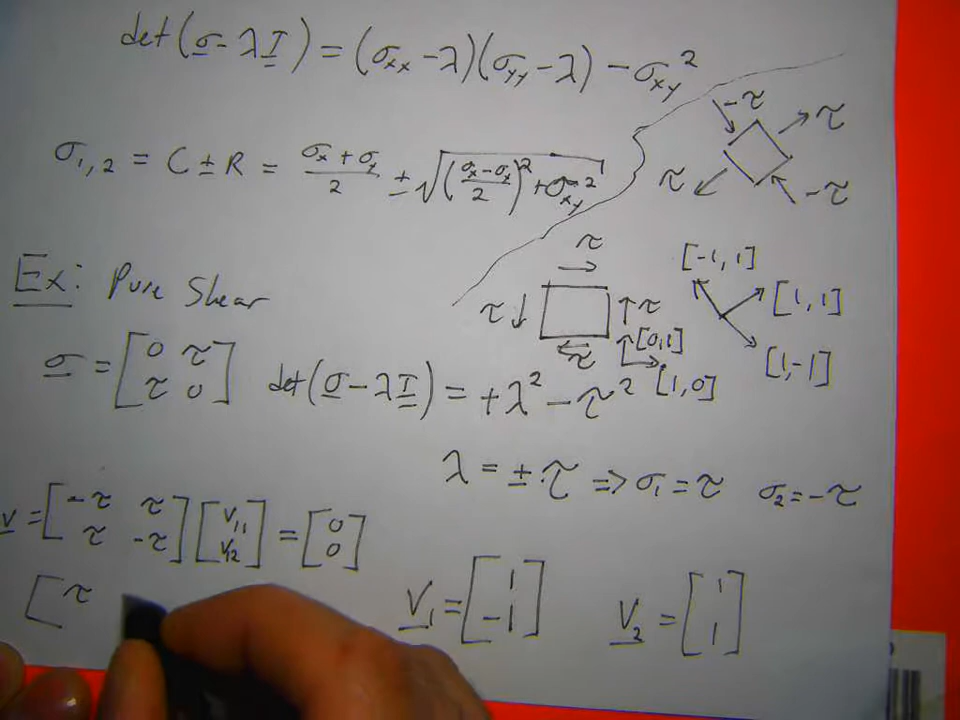 det(σ - λI) = (σxx - λ)(σyy - λ) - σxy²
-τ
τ
τ
-τ
σ1,2 = C ± R = (σx + σy)/2 ± √(((σx - σy)/2)² + σxy²)
Ex: Pure Shear
τ
τ
τ
τ
[0,1]
[1,0]
[-1,1]
[1,1]
[1,-1]
σ = [0 τ
τ 0]
det(σ - λI) = +λ² - τ²
λ = ±τ => σ1 = τ σ2 = -τ
v = [-τ τ
τ -τ] [v11
v12] = [0
0]
[τ
v1 = [1
-1]
v2 = [1
1]